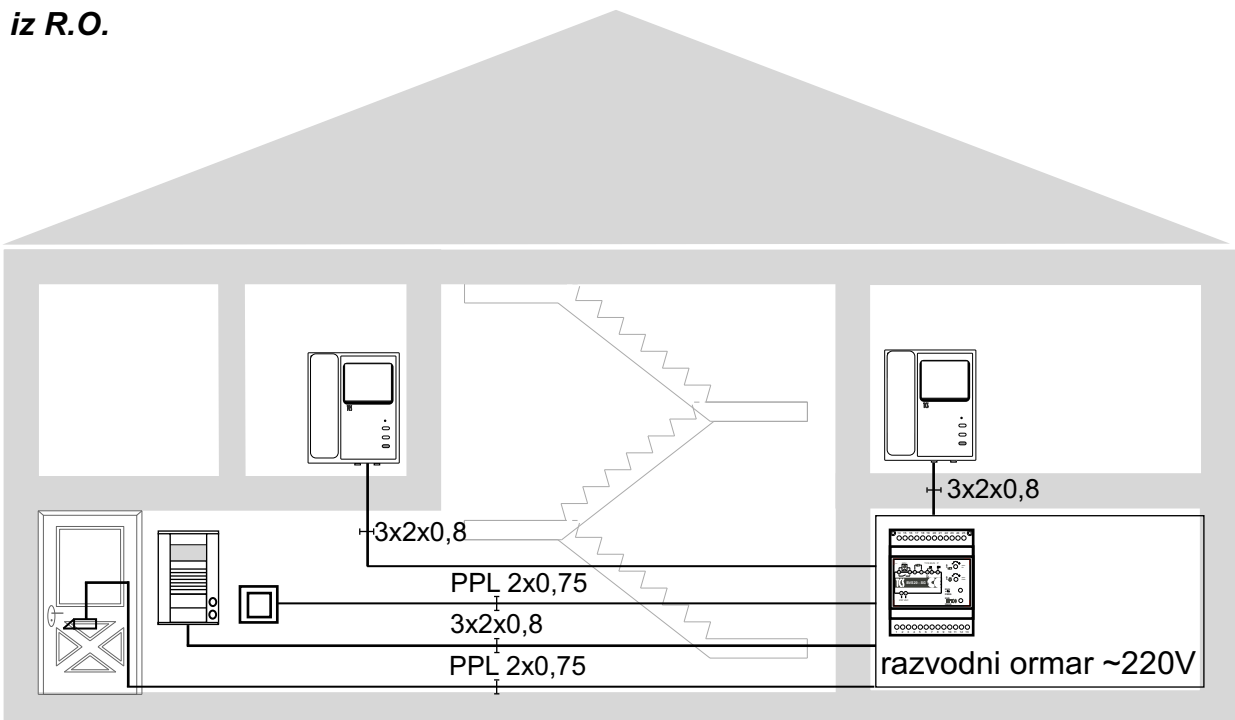 iz R.O.
3x2x0,8
3x2x0,8
PPL 2x0,75
3x2x0,8
PPL 2x0,75
razvodni ormar ~220V